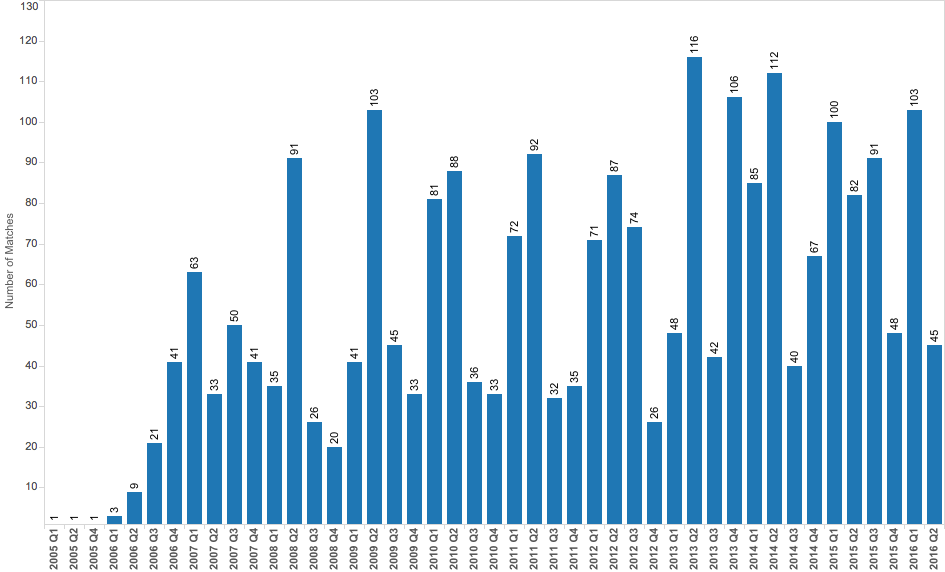 130
120
110
100
90
80
70
60
50
40
30
20
10
Number of Matches
1
1
1
3
9
21
41
63
33
50
41
35
91
26
20
41
103
45
33
81
88
36
33
72
92
32
35
71
87
74
26
48
116
42
106
85
112
40
67
100
82
91
48
103
45
2005 Q1
2005 Q2
2005 Q4
2006 Q1
2006 Q2
2006 Q3
2006 Q4
2007 Q1
2007 Q2
2007 Q3
2007 Q4
2008 Q1
2008 Q2
2008 Q3
2008 Q4
2009 Q1
2009 Q2
2009 Q3
2009 Q4
2010 Q1
2010 Q2
2010 Q3
2010 Q4
2011 Q1
2011 Q2
2011 Q3
2011 Q4
2012 Q1
2012 Q2
2012 Q3
2012 Q4
2013 Q1
2013 Q2
2013 Q3
2013 Q4
2014 Q1
2014 Q2
2014 Q3
2014 Q4
2015 Q1
2015 Q2
2015 Q3
2015 Q4
2016 Q1
2016 Q2